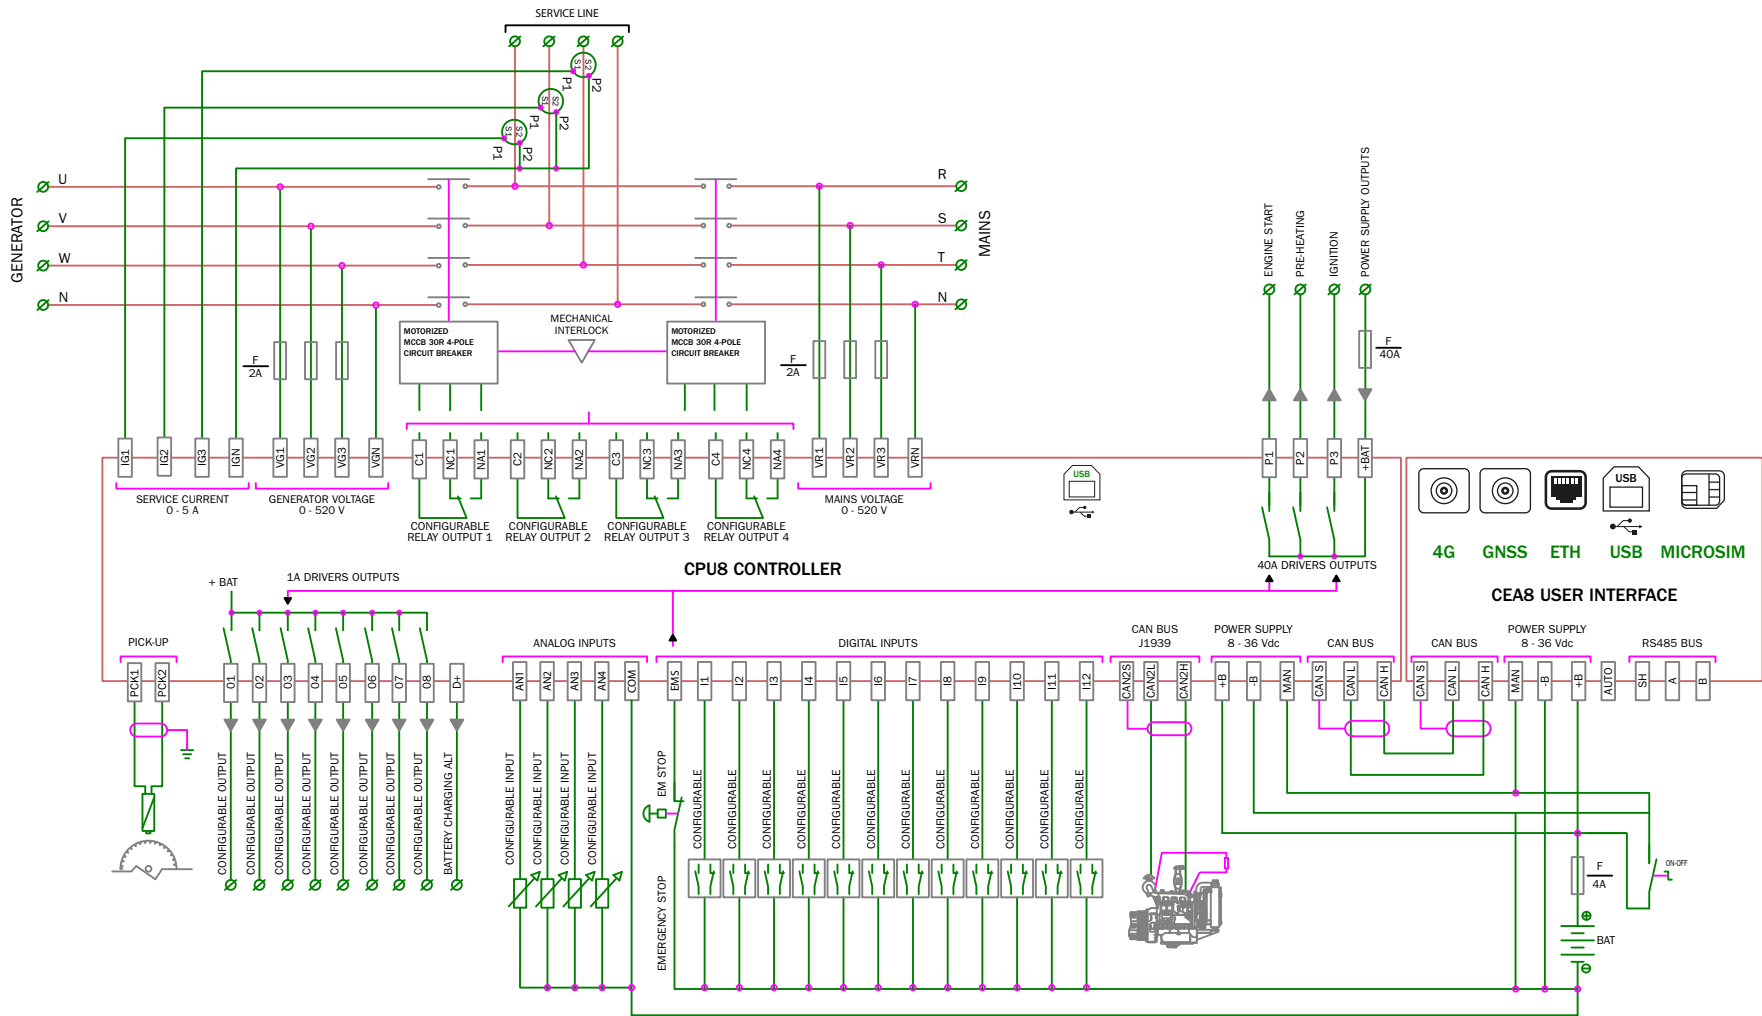 SERVICE LINE
S1
S2
P1
P2
S1
S2
P1
P2
S1
S2
P1
P2
GENERATOR
U
V
W
N
R
S
T
N
MAINS
MOTORIZED
MCCB 3OR 4-POLE
CIRCUIT BREAKER
MECHANICAL
INTERLOCK
MOTORIZED
MCCB 3OR 4-POLE
CIRCUIT BREAKER
F
2A
F
2A
ENGINE START
PRE-HEATING
IGNITION
POWER SUPPLY OUTPUTS
F
40A
IG1
IG2
IG3
IGN
VG1
VG2
VG3
VGN
C1
NC1
NA1
C2
NC2
NA2
C3
NC3
NA3
C4
NC4
NA4
VR1
VR2
VR3
VRN
P1
P2
P3
+BAT
SERVICE CURRENT
0 - 5 A
GENERATOR VOLTAGE
0 - 520 V
CONFIGURABLE
RELAY OUTPUT 1
CONFIGURABLE
RELAY OUTPUT 2
CONFIGURABLE
RELAY OUTPUT 3
CONFIGURABLE
RELAY OUTPUT 4
MAINS VOLTAGE
0 - 520 V
USB
USB
4G
GNSS
ETH
USB
MICROSIM
40A DRIVERS OUTPUTS
CPU8 CONTROLLER
CEA8 USER INTERFACE
+ BAT
1A DRIVERS OUTPUTS
PICK-UP
ANALOG INPUTS
DIGITAL INPUTS
CAN BUS
J1939
POWER SUPPLY
8 - 36 Vdc
CAN BUS
CAN BUS
POWER SUPPLY
8 - 36 Vdc
RS485 BUS
PCK1
PCK2
O1
O2
O3
O4
O5
O6
O7
O8
D+
AN1
AN2
AN3
AN4
COM
EMS
I1
I2
I3
I4
I5
I6
I7
I8
I9
I10
I11
I12
CAN2S
CAN2L
CAN2H
+B
-B
MAN
CAN S
CAN L
CAN H
CAN S
CAN L
CAN H
MAN
-B
+B
AUTO
SH
A
B
CONFIGURABLE OUTPUT
CONFIGURABLE OUTPUT
CONFIGURABLE OUTPUT
CONFIGURABLE OUTPUT
CONFIGURABLE OUTPUT
CONFIGURABLE OUTPUT
CONFIGURABLE OUTPUT
CONFIGURABLE OUTPUT
BATTERY CHARGING ALT
CONFIGURABLE INPUT
CONFIGURABLE INPUT
CONFIGURABLE INPUT
CONFIGURABLE INPUT
EM STOP
EMERGENCY STOP
CONFIGURABLE
CONFIGURABLE
CONFIGURABLE
CONFIGURABLE
CONFIGURABLE
CONFIGURABLE
CONFIGURABLE
CONFIGURABLE
CONFIGURABLE
CONFIGURABLE
CONFIGURABLE
CONFIGURABLE
F
4A
ON-OFF
BAT